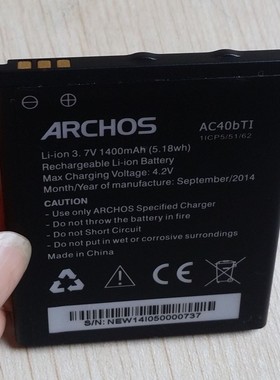 ARCHOS AC40bTI
1ICP5/51/62
Li-ion 3.7V 1400mAh (5.18wh)
Rechargeable Li-ion Battery
Max Charging Voltage: 4.2V
Month/Year of manufacture: September/2014
CAUTION
- Use only ARCHOS Specified Charger
- Do not throw the battery in fire
- Do not Short Circuit
- Do not put in wet or corrosive surroundings
Made in China
S/N: NEW14I050000737